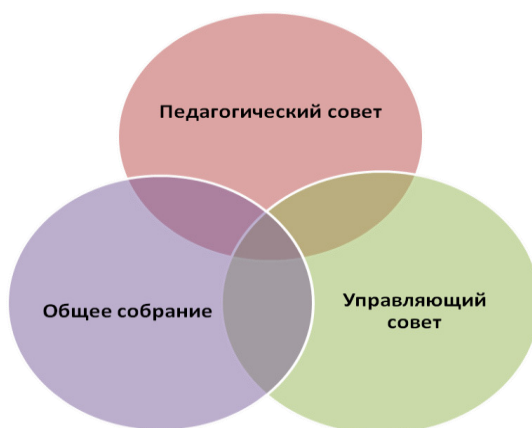 Педагогический совет
Общее собрание
Управляющий
совет